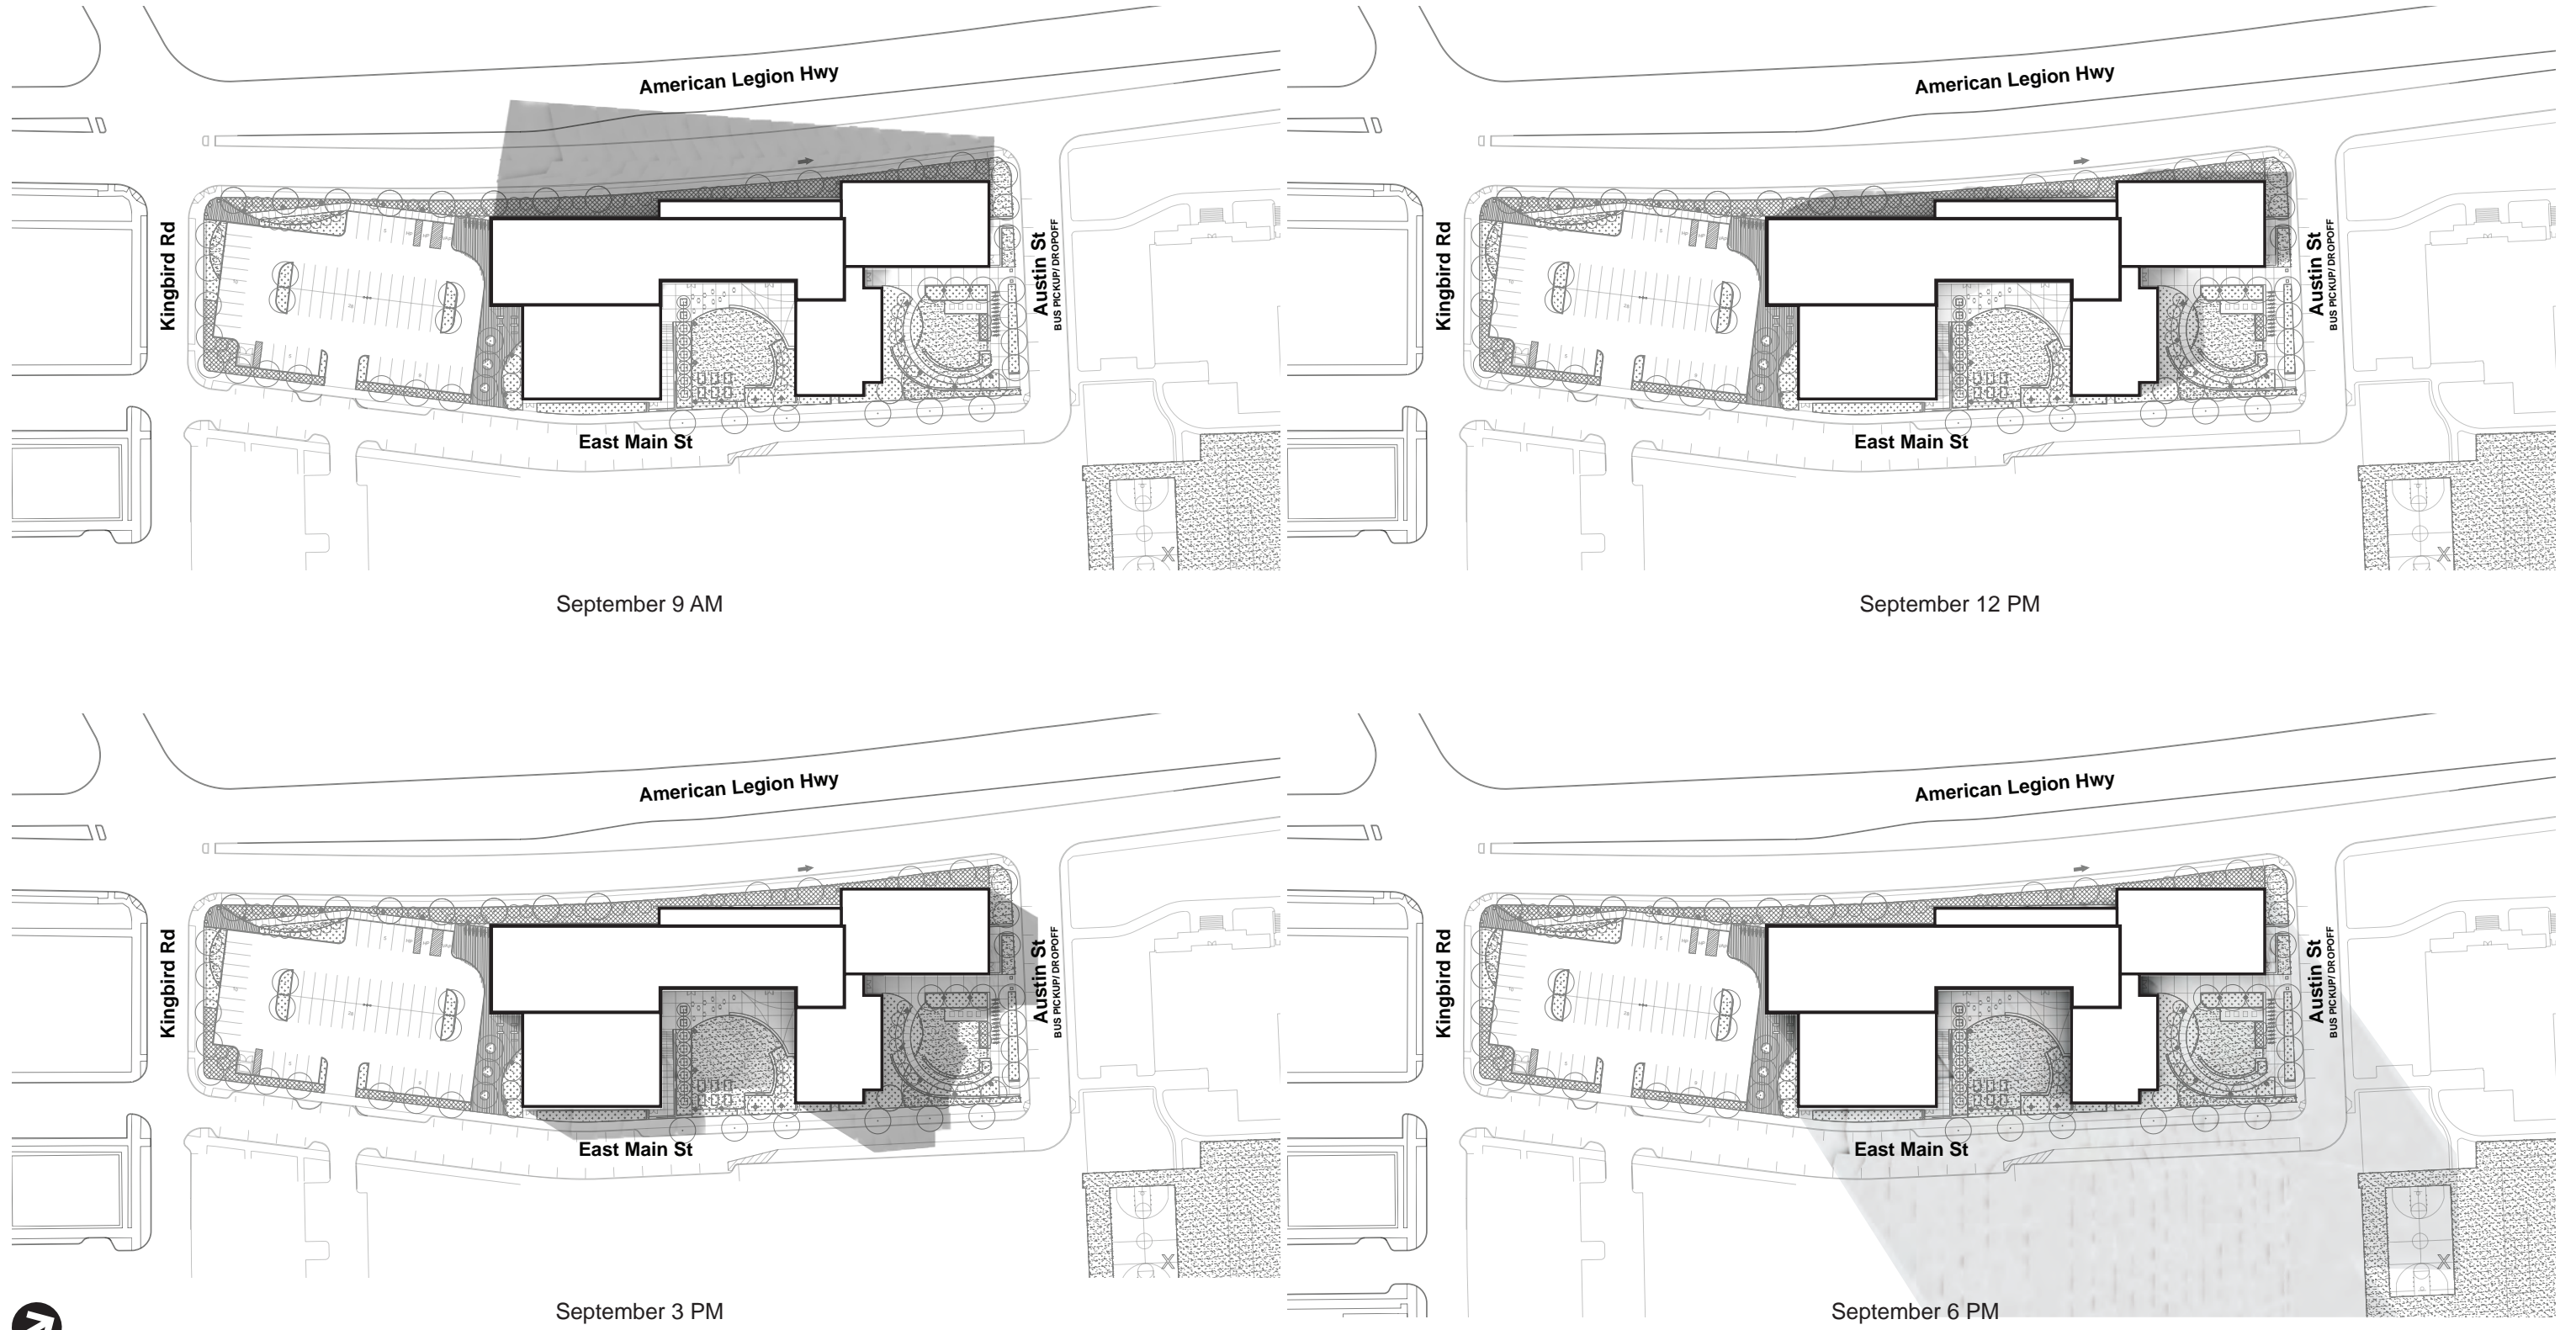 American Legion Hwy
Kingbird Rd
Austin St
BUS PICKUP/ DROPOFF
East Main St
X
September 9 AM
American Legion Hwy
Kingbird Rd
Austin St
BUS PICKUP/ DROPOFF
East Main St
X
September 12 PM
American Legion Hwy
Kingbird Rd
Austin St
BUS PICKUP/ DROPOFF
East Main St
X
September 3 PM
American Legion Hwy
Kingbird Rd
Austin St
BUS PICKUP/ DROPOFF
East Main St
X
September 6 PM